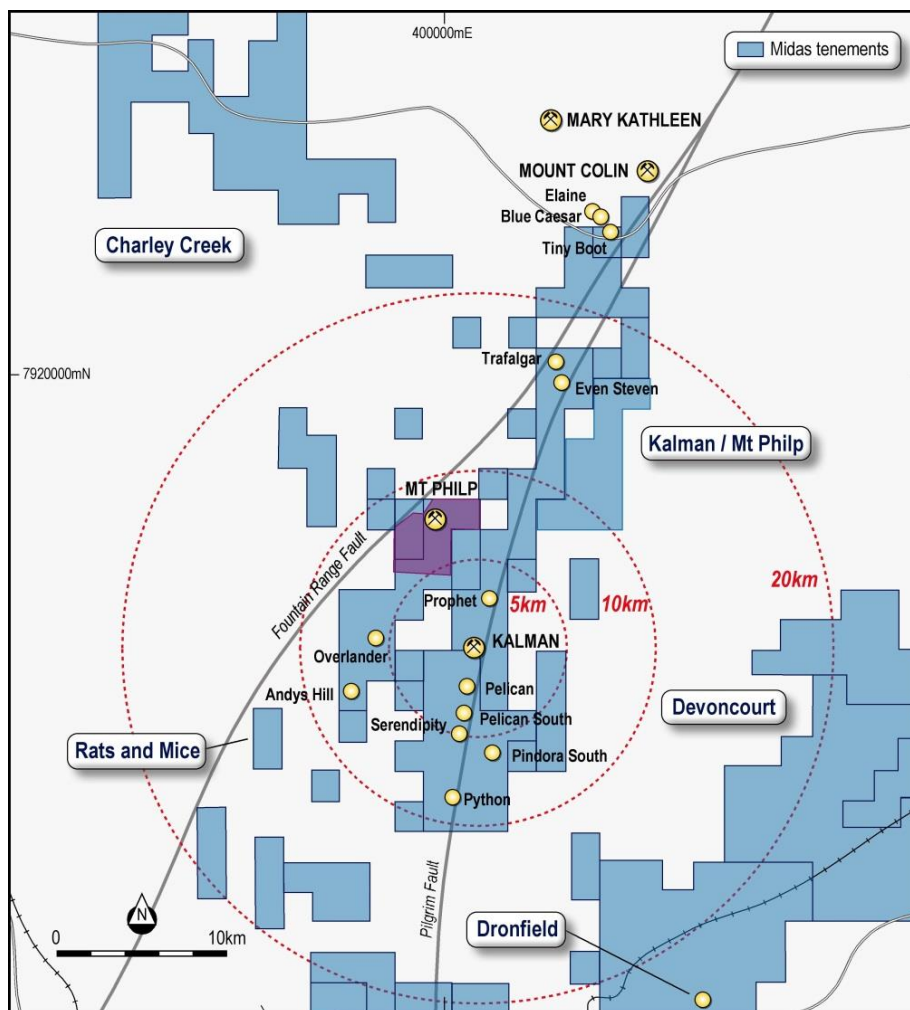 400000mE
Midas tenements
MARY KATHLEEN
MOUNT COLIN
Elaine
Blue Caesar
Tiny Boot
Charley Creek
Trafalgar
7920000mN
Even Steven
Kalman / Mt Philp
MT PHILP
Fountain Range Fault
20km
Prophet
5km
10km
Overlander
KALMAN
Andys Hill
Pelican
Devoncourt
Serendipity
Pelican South
Rats and Mice
Pindora South
Python
Pilgrim Fault
N
Dronfield
0
10km